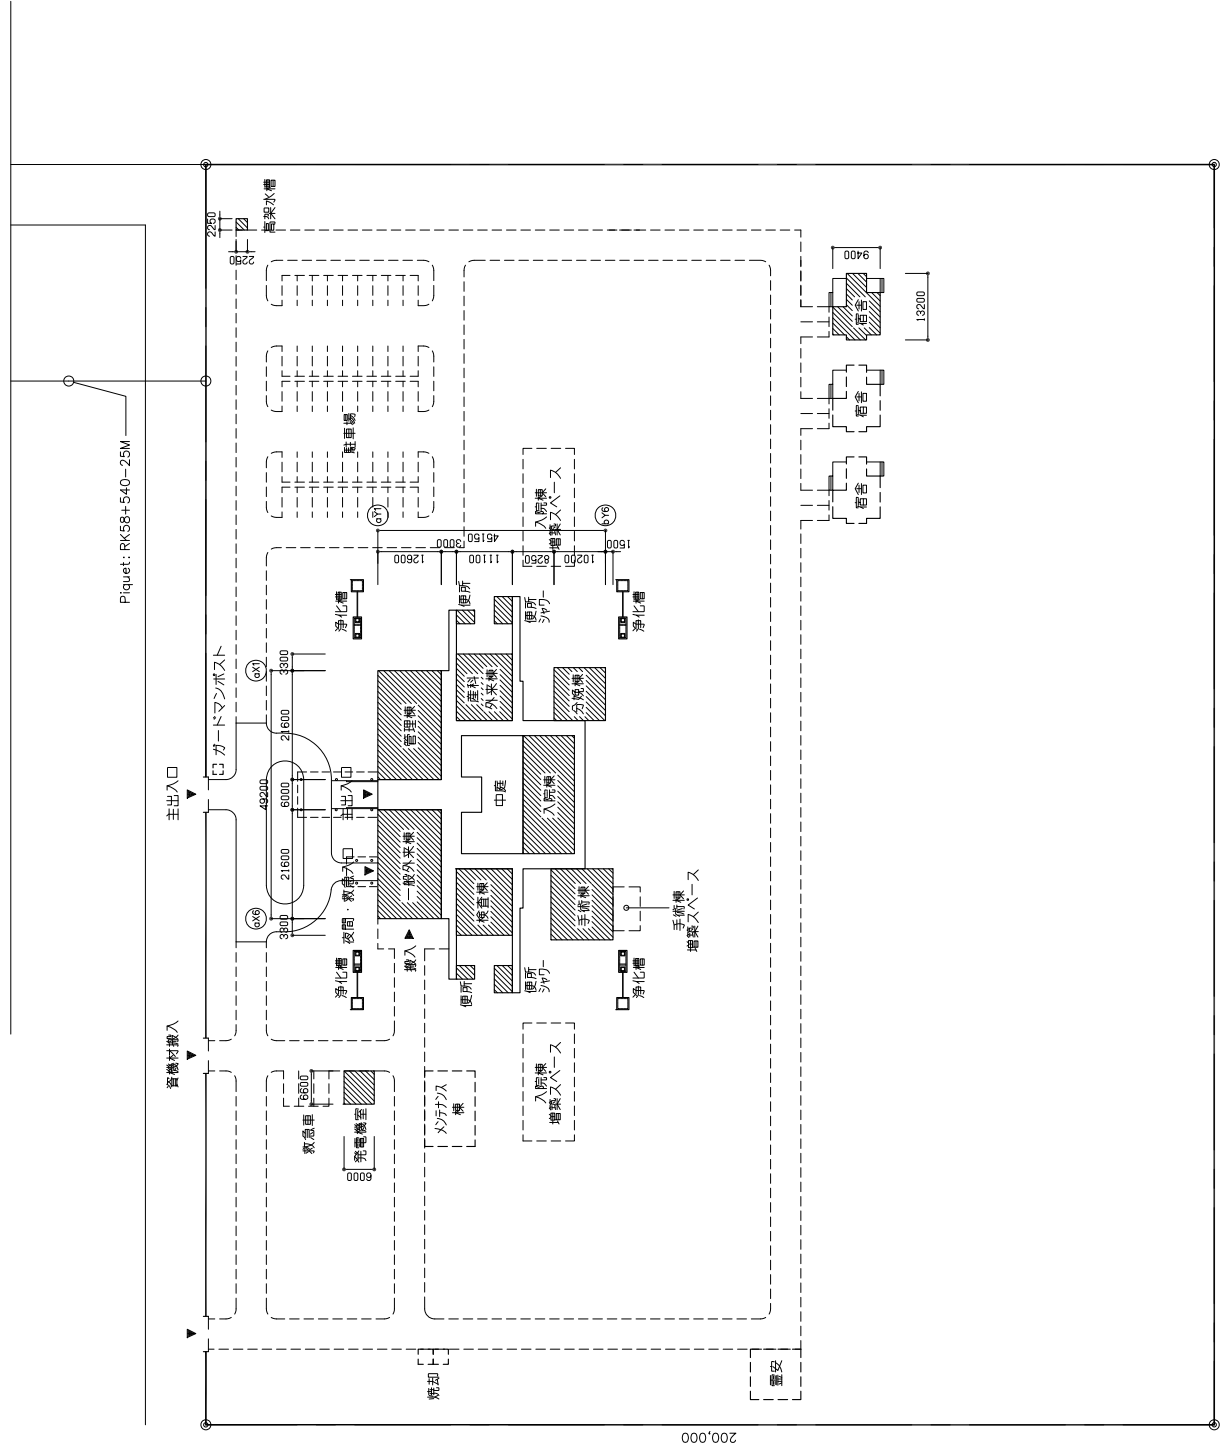 Piquet: RK58+540-25M
2250
2250
高架水槽
駐車場
9400
13200
宿舎
宿舎
宿舎
入院棟
増築スペース
aY1
bY6
45150
12600
3000
11100
8250
10200
1500
浄化槽
便所
便所
シャワー
浄化槽
ガードマンポスト
aX1
3300
21600
49200
6000
21600
3300
aX6
主出入口
主出入口
夜間・救急入口
管理棟
一般外来棟
産科
外来棟
分娩棟
中庭
入院棟
検査棟
手術棟
手術棟
増築スペース
搬入
浄化槽
便所
便所
シャワー
浄化槽
資機材搬入
6600
救急車
発電機室
6000
メンテナンス
棟
入院棟
増築スペース
焼却
霊安
200,000